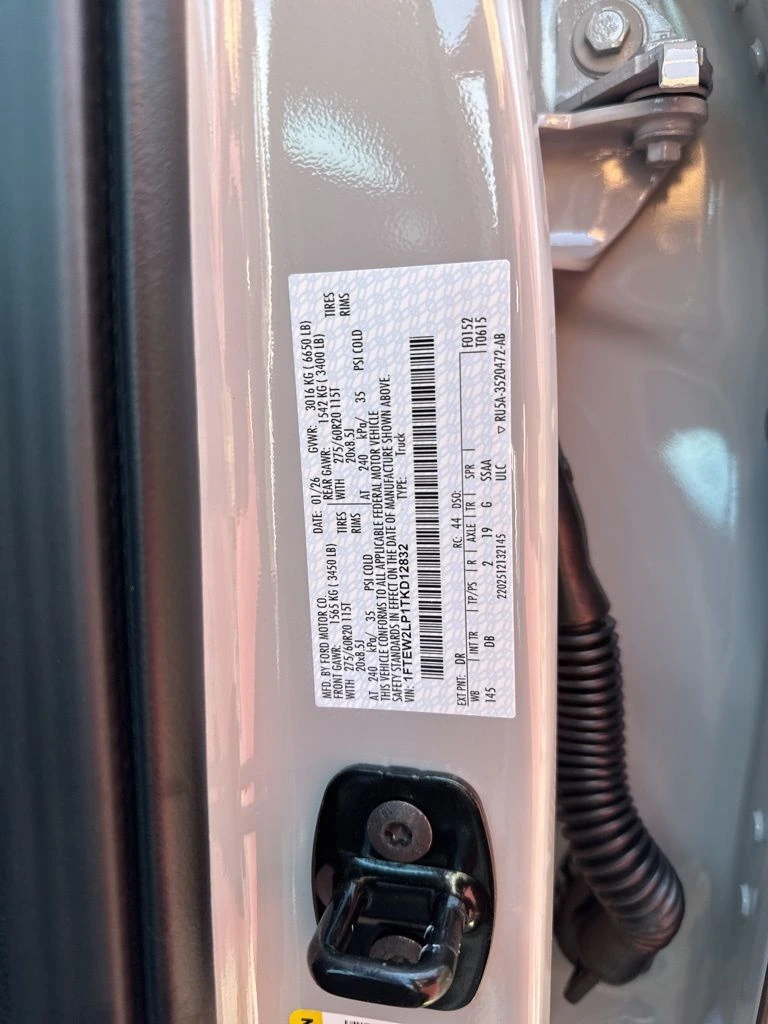 MFD. BY FORD MOTOR CO.
DATE: 01/26 GVWR: 3016 KG ( 6650 LB)
FRONT GAWR: 1565 KG ( 3450 LB) REAR GAWR: 1542 KG ( 3400 LB)
WITH 275/60R20 115T TIRES WITH 275/60R20 115T TIRES
20x8.5J RIMS 20x8.5J RIMS
AT 240 kPa/ 35 PSI COLD AT 240 kPa/ 35 PSI COLD
THIS VEHICLE CONFORMS TO ALL APPLICABLE FEDERAL MOTOR VEHICLE
SAFETY STANDARDS IN EFFECT ON THE DATE OF MANUFACTURE SHOWN ABOVE.
VIN: 1FTEW2LP1TKD12832 TYPE: Truck
F0152
T0615
EXT PNT: DR RC: 44 DSO:
WB | INT TR | TP/PS | R | AXLE | TR | SPR |
145 DB 2 19 G SSAA
2202512132145 ULC ▽ RU5A-3520472-AB